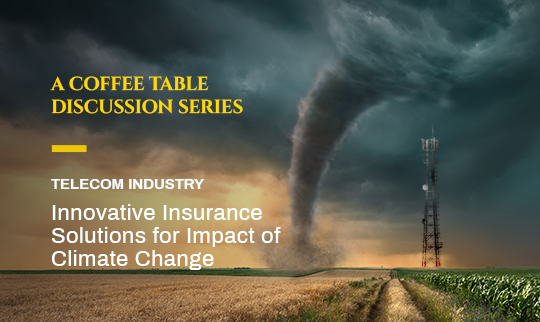 A COFFEE TABLE
DISCUSSION SERIES
TELECOM INDUSTRY
Innovative Insurance
Solutions for Impact of
Climate Change